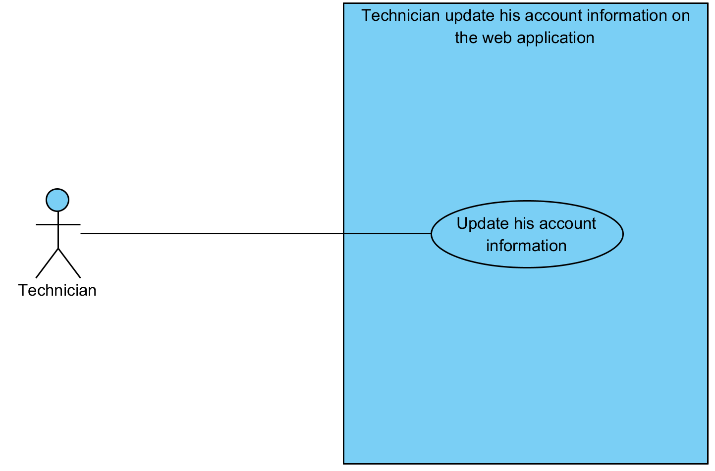 Technician update his account information on
the web application
Update his account
information
Technician